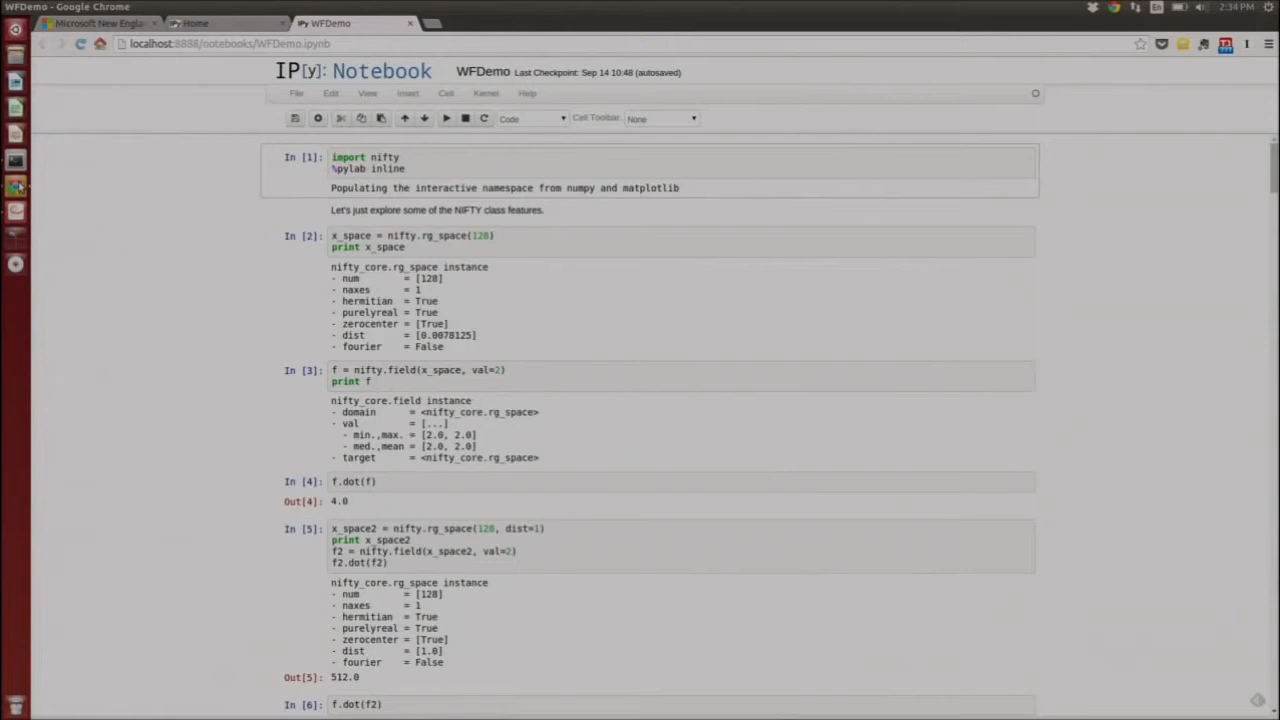 WFDemo - Google Chrome
En 2:34 PM
Microsoft New Engla
Home
WFDemo
localhost:8888/notebooks/WFDemo.ipynb
IP[y]: Notebook WFDemo Last Checkpoint: Sep 14 10:48 (autosaved)
File Edit View Insert Cell Kernel Help
Code Cell Toolbar: None
In [1]: import nifty
%pylab inline
Populating the interactive namespace from numpy and matplotlib
Let's just explore some of the NIFTY class features.
In [2]: x_space = nifty.rg_space(128)
print x_space
nifty_core.rg_space instance
- num = [128]
- naxes = 1
- hermitian = True
- purelyreal = True
- zerocenter = [True]
- dist = [0.0078125]
- fourier = False
In [3]: f = nifty.field(x_space, val=2)
print f
nifty_core.field instance
- domain = <nifty_core.rg_space>
- val = [...]
- min.,max. = [2.0, 2.0]
- med.,mean = [2.0, 2.0]
- target = <nifty_core.rg_space>
In [4]: f.dot(f)
Out[4]: 4.0
In [5]: x_space2 = nifty.rg_space(128, dist=1)
print x_space2
f2 = nifty.field(x_space2, val=2)
f2.dot(f2)
nifty_core.rg_space instance
- num = [128]
- naxes = 1
- hermitian = True
- purelyreal = True
- zerocenter = [True]
- dist = [1.0]
- fourier = False
Out[5]: 512.0
In [6]: f.dot(f2)